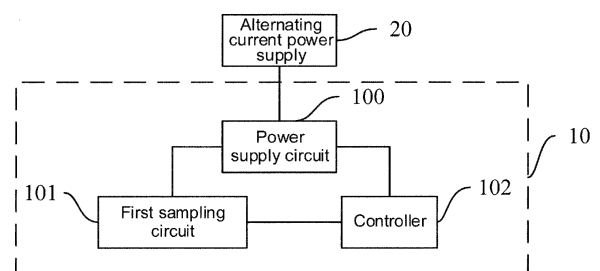 Alternating
current power
supply
20
100
Power
supply circuit
10
101
First sampling
circuit
Controller
102